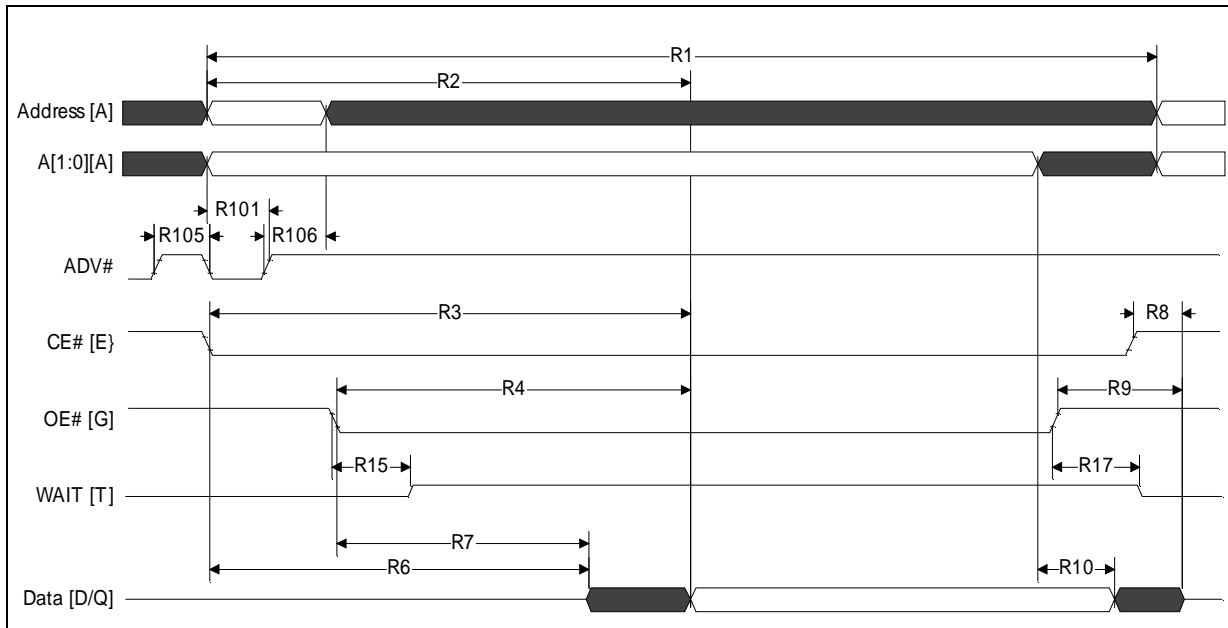 R1
R2
Address [A]
A[1:0][A]
R101
R105
R106
ADV#
R3
R8
CE# [E}
R4
R9
OE# [G]
R15
R17
WAIT [T]
R7
R6
R10
Data [D/Q]